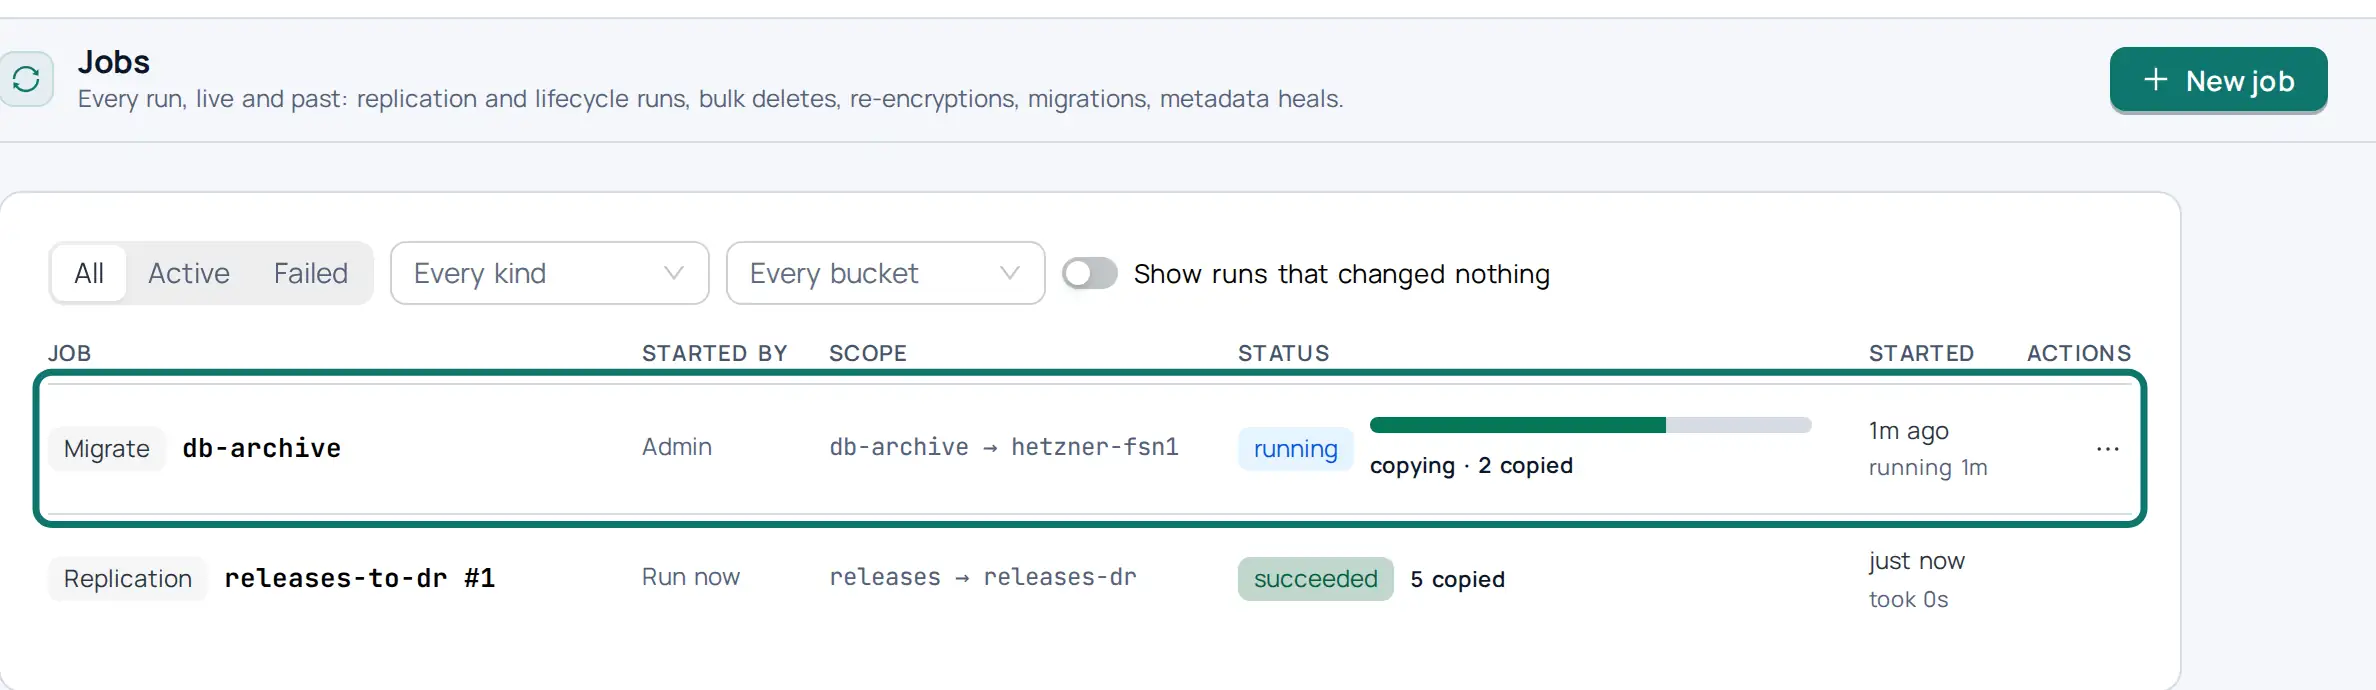 Jobs
Every run, live and past: replication and lifecycle runs, bulk deletes, re-encryptions, migrations, metadata heals.
+ New job
All Active Failed Every kind Every bucket Show runs that changed nothing
JOB STARTED BY SCOPE STATUS STARTED ACTIONS
Migrate db-archive Admin db-archive → hetzner-fsn1 running copying · 2 copied 1m ago
running 1m
...
Replication releases-to-dr #1 Run now releases → releases-dr succeeded 5 copied just now
took 0s